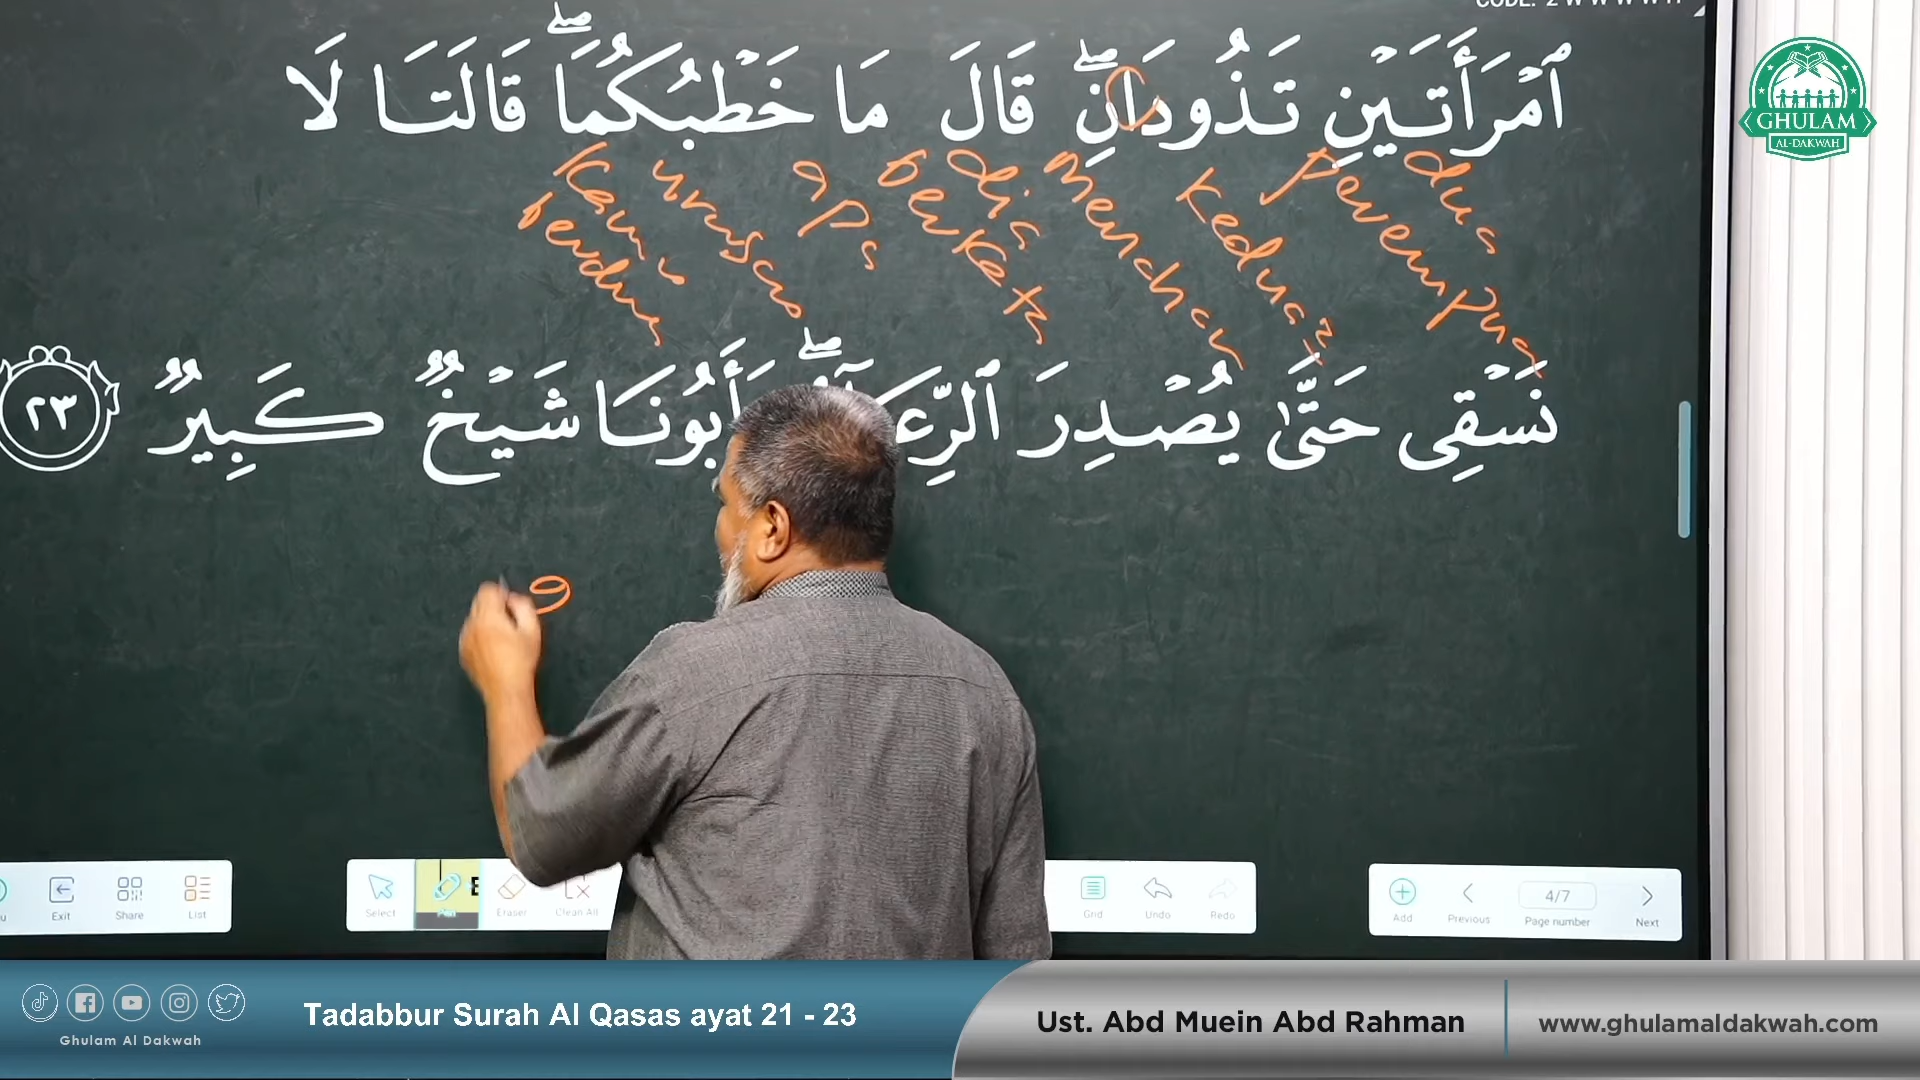 ٱمْرَأَتَيْنِ تَذُودَانِۖ قَالَ مَا خَطْبُكُمَاۖ قَالَتَا لَا
dua perempuan
kedua2
dia berkata
apa
urusan
kamu berdua
نَسْقِى حَتَّىٰ يُصْدِرَ ٱلرِّعَآءُۖ أَبُونَا شَيْخٌ كَبِيرٌ ٢٣
GHULAM
AL-DAKWAH
Exit
Share
List
Select
Pen
Eraser
Clean All
Grid
Undo
Redo
Add
Previous
4/7
Page number
Next
Ghulam Al Dakwah
Tadabbur Surah Al Qasas ayat 21 - 23
Ust. Abd Muein Abd Rahman
www.ghulamaldakwah.com